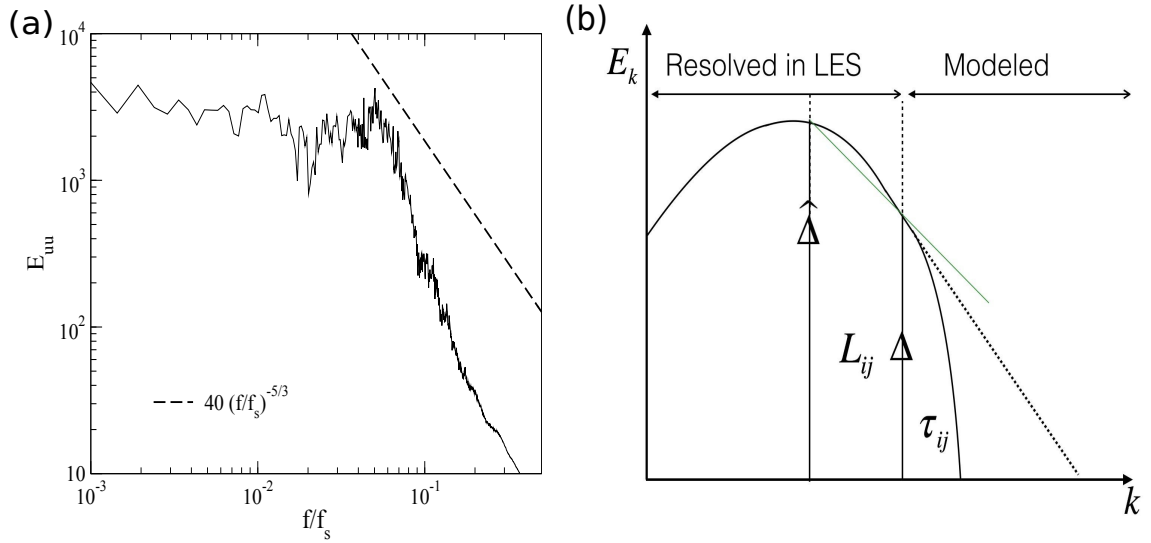 (a)
10^4
10^3
10^2
10
E_uu
40 (f/f_s)^-5/3
10^-3
10^-2
10^-1
f/f_s
(b)
E_k
Resolved in LES
Modeled
Δ̂
L_ij
Δ
τ_ij
k